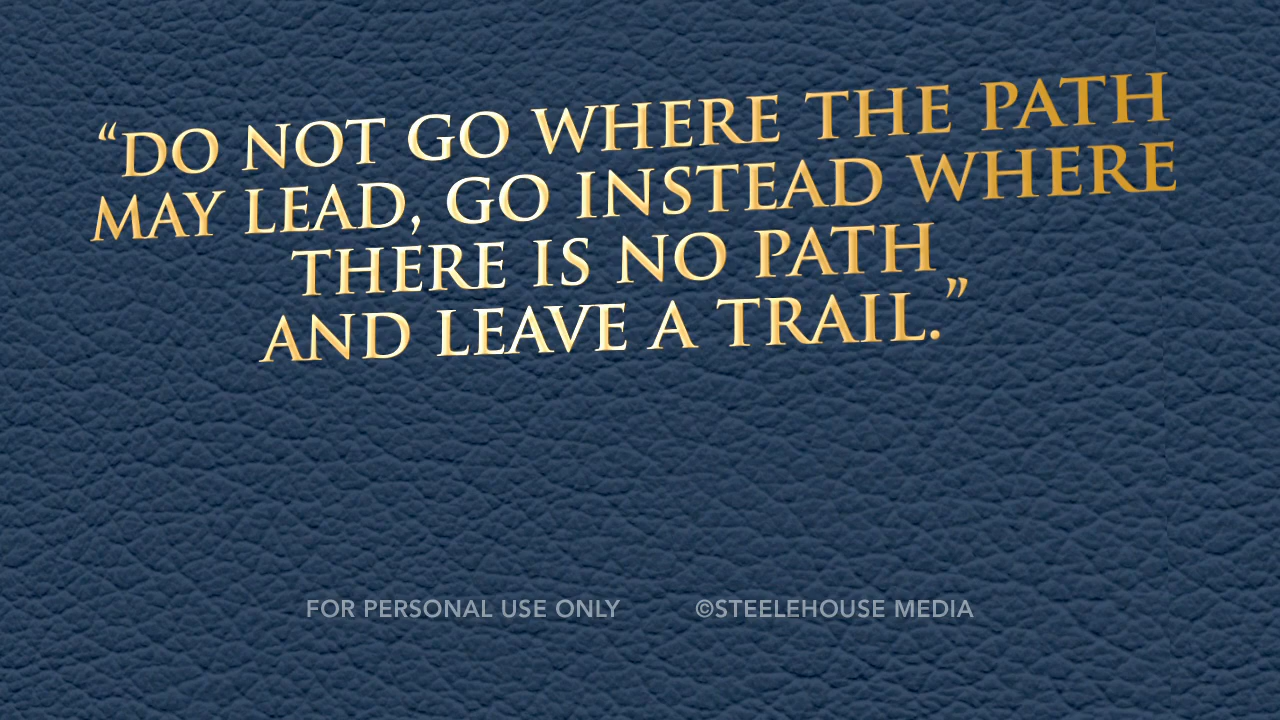 “DO NOT GO WHERE THE PATH
MAY LEAD, GO INSTEAD WHERE
THERE IS NO PATH
AND LEAVE A TRAIL.”
FOR PERSONAL USE ONLY ©STEELEHOUSE MEDIA